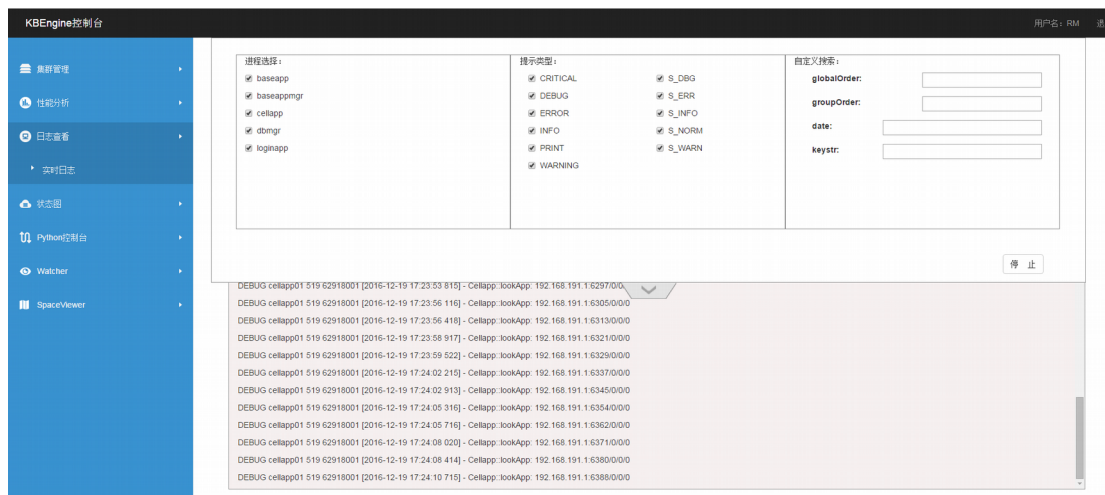 KBEngine控制台
用户名: RM 退
集群管理
性能分析
日志查看
实时日志
状态图
Python控制台
Watcher
SpaceViewer
进程选择:
baseapp
baseappmgr
cellapp
dbmgr
loginapp
提示类型:
CRITICAL S_DBG
DEBUG S_ERR
ERROR S_INFO
INFO S_NORM
PRINT S_WARN
WARNING
自定义搜索:
globalOrder:
groupOrder:
date:
keystr:
停 止
DEBUG cellapp01 519 62918001 [2016-12-19 17:23:53 815] - Cellapp::lookApp: 192.168.191.1:6297/0/0/
DEBUG cellapp01 519 62918001 [2016-12-19 17:23:56 116] - Cellapp::lookApp: 192.168.191.1:6305/0/0/0
DEBUG cellapp01 519 62918001 [2016-12-19 17:23:56 418] - Cellapp::lookApp: 192.168.191.1:6313/0/0/0
DEBUG cellapp01 519 62918001 [2016-12-19 17:23:58 917] - Cellapp::lookApp: 192.168.191.1:6321/0/0/0
DEBUG cellapp01 519 62918001 [2016-12-19 17:23:59 522] - Cellapp::lookApp: 192.168.191.1:6329/0/0/0
DEBUG cellapp01 519 62918001 [2016-12-19 17:24:02 215] - Cellapp::lookApp: 192.168.191.1:6337/0/0/0
DEBUG cellapp01 519 62918001 [2016-12-19 17:24:02 913] - Cellapp::lookApp: 192.168.191.1:6345/0/0/0
DEBUG cellapp01 519 62918001 [2016-12-19 17:24:05 316] - Cellapp::lookApp: 192.168.191.1:6354/0/0/0
DEBUG cellapp01 519 62918001 [2016-12-19 17:24:05 716] - Cellapp::lookApp: 192.168.191.1:6362/0/0/0
DEBUG cellapp01 519 62918001 [2016-12-19 17:24:08 020] - Cellapp::lookApp: 192.168.191.1:6371/0/0/0
DEBUG cellapp01 519 62918001 [2016-12-19 17:24:08 414] - Cellapp::lookApp: 192.168.191.1:6380/0/0/0
DEBUG cellapp01 519 62918001 [2016-12-19 17:24:10 715] - Cellapp::lookApp: 192.168.191.1:6388/0/0/0